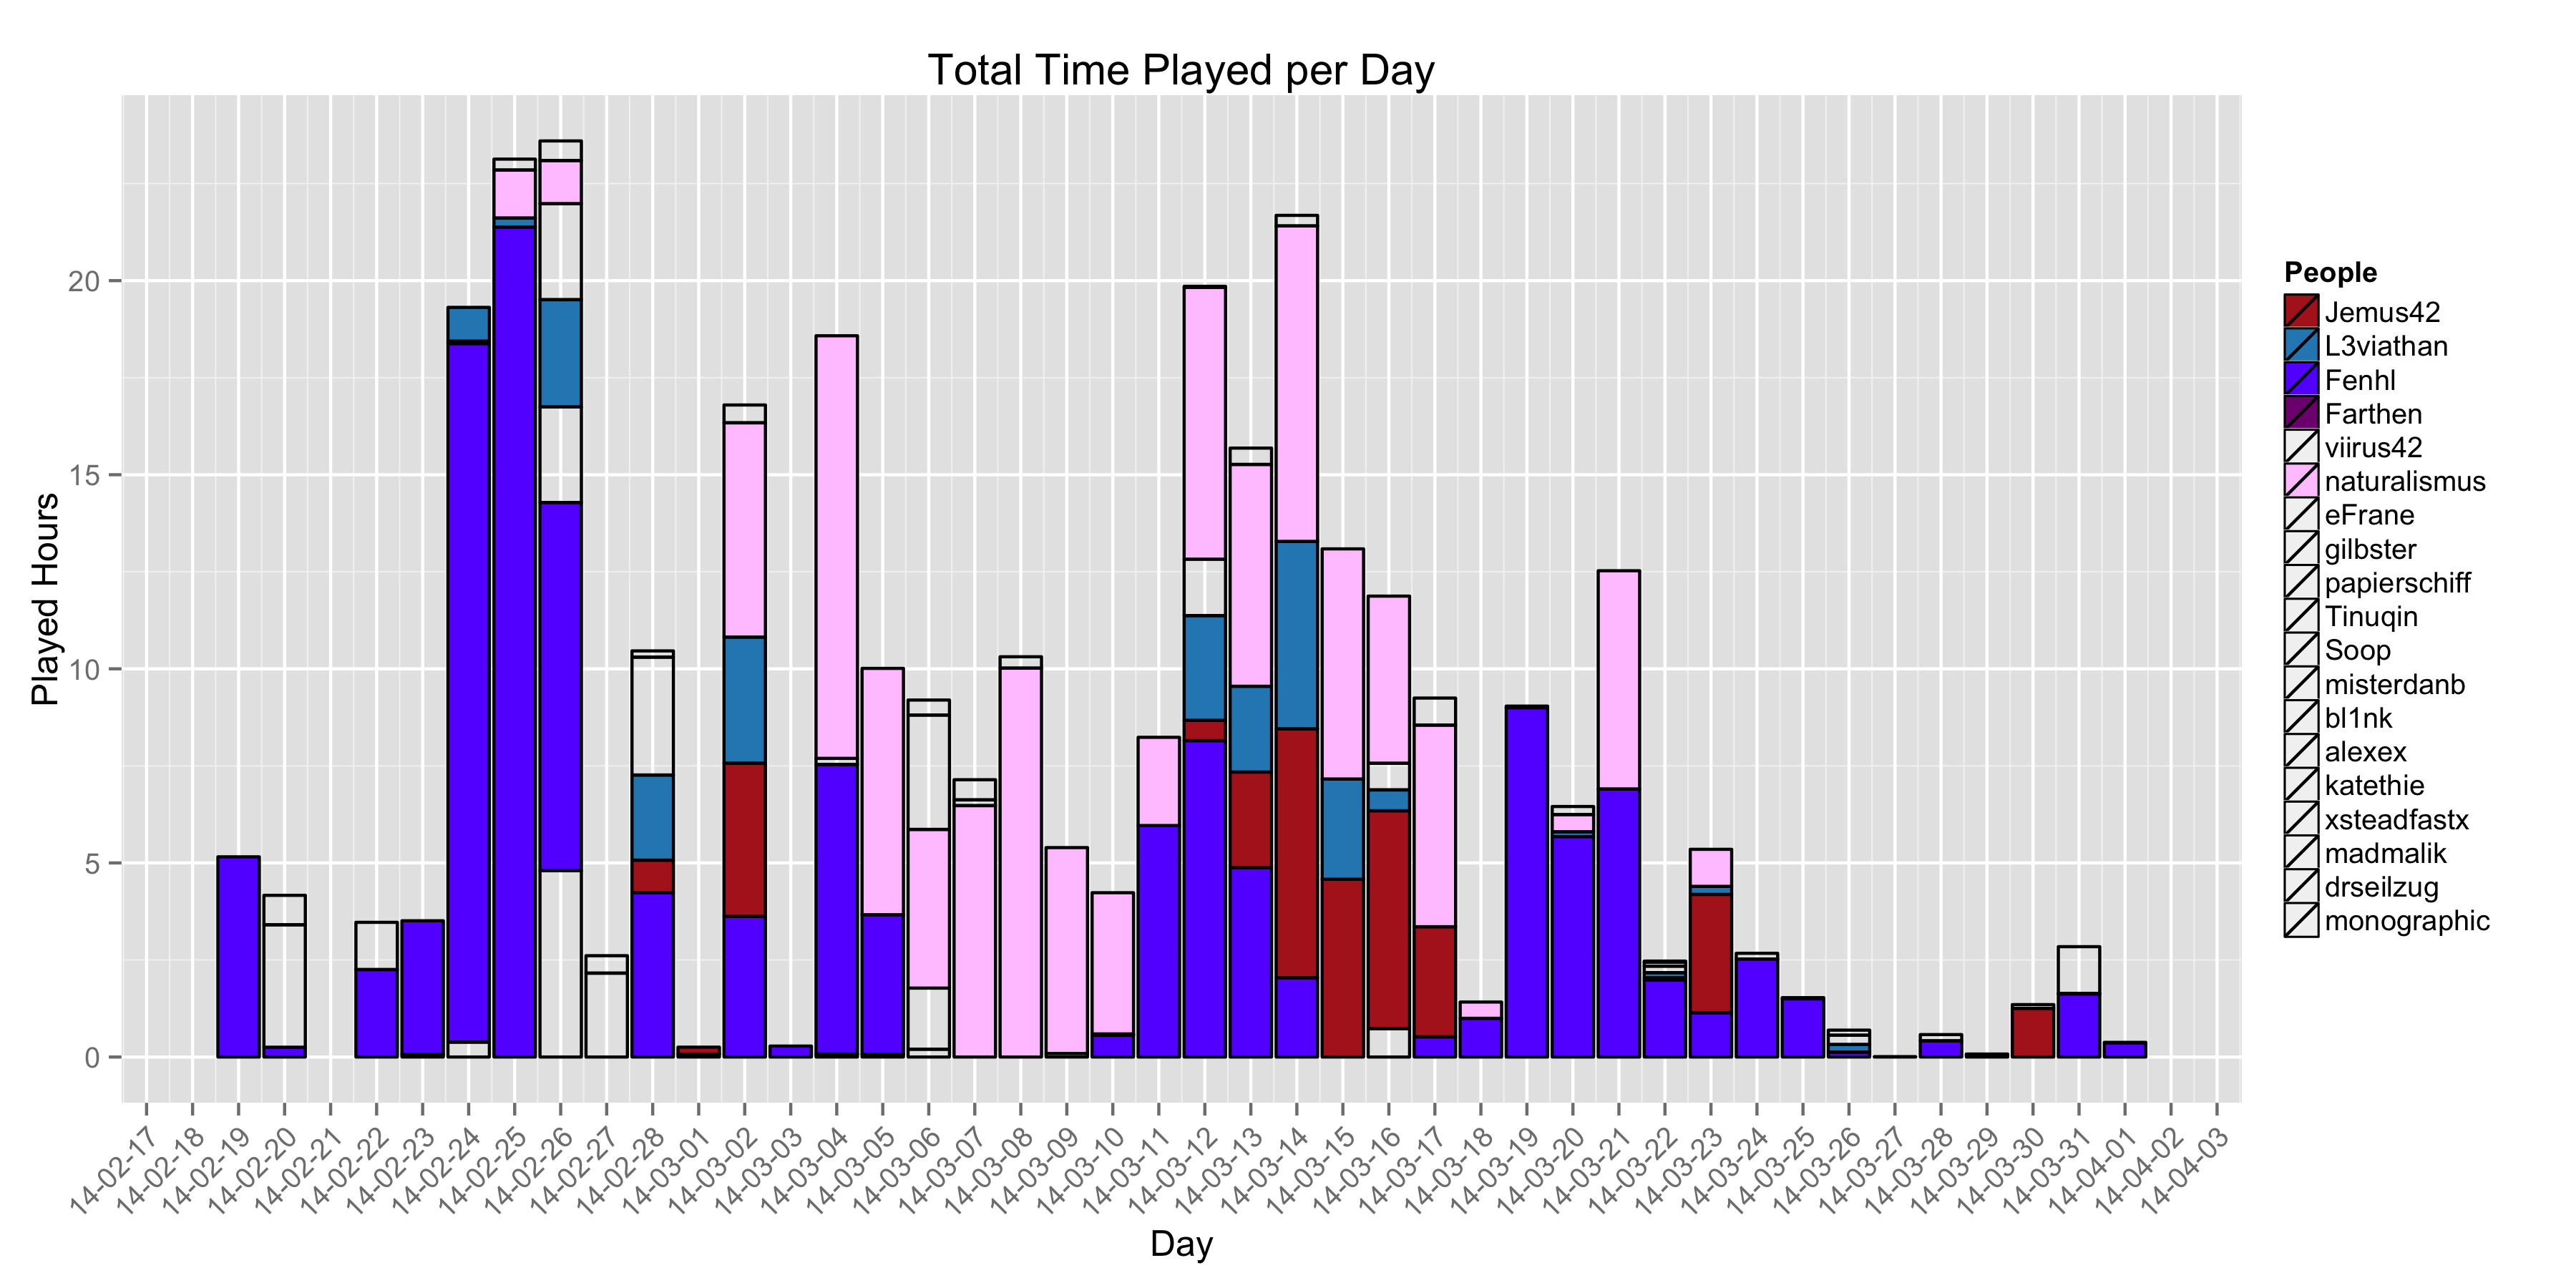 Total Time Played per Day
Played Hours
20
15
10
5
0
14-02-17
14-02-18
14-02-19
14-02-20
14-02-21
14-02-22
14-02-23
14-02-24
14-02-25
14-02-26
14-02-27
14-02-28
14-03-01
14-03-02
14-03-03
14-03-04
14-03-05
14-03-06
14-03-07
14-03-08
14-03-09
14-03-10
14-03-11
14-03-12
14-03-13
14-03-14
14-03-15
14-03-16
14-03-17
14-03-18
14-03-19
14-03-20
14-03-21
14-03-22
14-03-23
14-03-24
14-03-25
14-03-26
14-03-27
14-03-28
14-03-29
14-03-30
14-03-31
14-04-01
14-04-02
14-04-03
Day
People
Jemus42
L3viathan
Fenhl
Farthen
viirus42
naturalismus
eFrane
gilbster
papierschiff
Tinuqin
Soop
misterdanb
bl1nk
alexex
katethie
xsteadfastx
madmalik
drseilzug
monographic